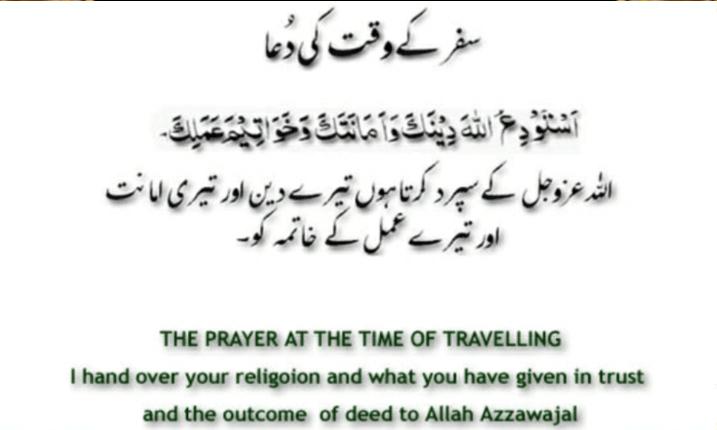 سفر کے وقت کی دُعا
اَسْتَوْدِعُ اللهَ دِيْنَكَ وَاَمَانَتَكَ وَخَوَاتِيْمَ عَمَلِكَ۔
اللہ عزوجل کے سپرد کرتا ہوں تیرے دین اور تیری امانت
اور تیرے عمل کے خاتمہ کو۔
THE PRAYER AT THE TIME OF TRAVELLING
I hand over your religoion and what you have given in trust
and the outcome of deed to Allah Azzawajal